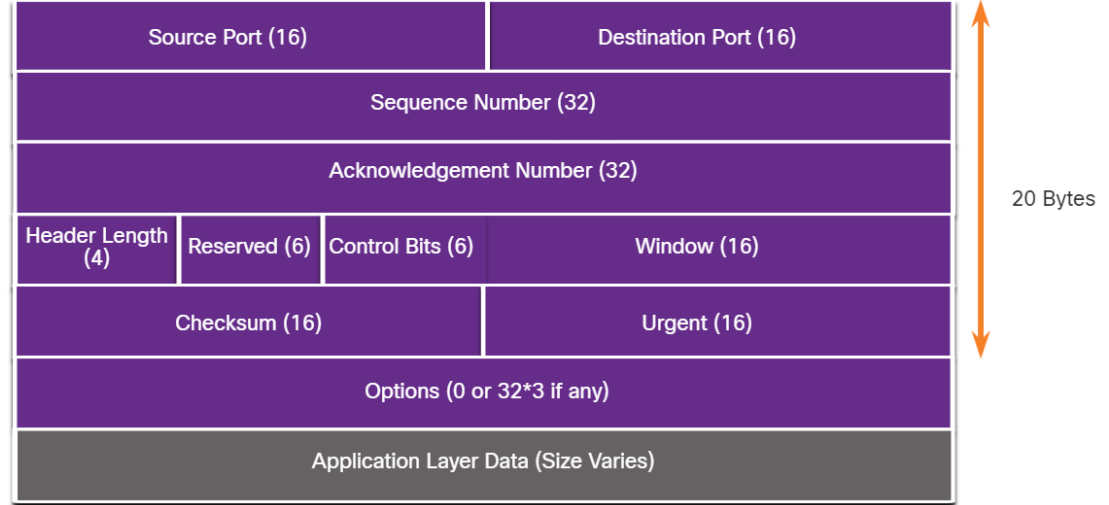 Source Port (16)
Destination Port (16)
Sequence Number (32)
Acknowledgement Number (32)
20 Bytes
Header Length
(4)
Reserved (6)
Control Bits (6)
Window (16)
Checksum (16)
Urgent (16)
Options (0 or 32*3 if any)
Application Layer Data (Size Varies)